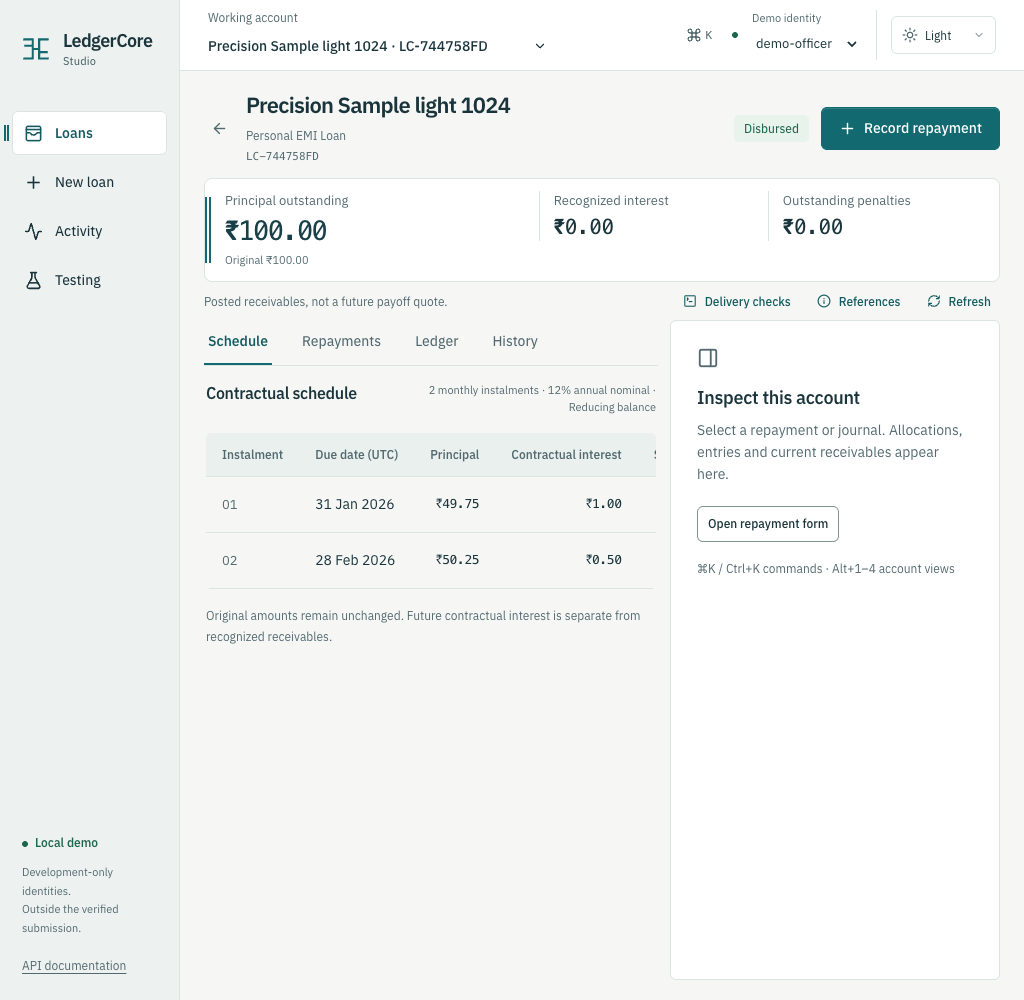 LedgerCore
Studio
Loans
New loan
Activity
Testing
Local demo
Development-only
identities.
Outside the verified
submission.
API documentation
Working account
Precision Sample light 1024 · LC-744758FD
⌘ K
Demo identity
demo-officer
Light
Precision Sample light 1024
Personal EMI Loan
LC–744758FD
Disbursed
Record repayment
Principal outstanding
₹100.00
Original ₹100.00
Recognized interest
₹0.00
Outstanding penalties
₹0.00
Posted receivables, not a future payoff quote.
Delivery checks
References
Refresh
Schedule Repayments Ledger History
Contractual schedule
2 monthly instalments · 12% annual nominal ·
Reducing balance
Instalment Due date (UTC) Principal Contractual interest
01 31 Jan 2026 ₹49.75 ₹1.00
02 28 Feb 2026 ₹50.25 ₹0.50
Original amounts remain unchanged. Future contractual interest is separate from
recognized receivables.
Inspect this account
Select a repayment or journal. Allocations,
entries and current receivables appear
here.
Open repayment form
⌘K / Ctrl+K commands · Alt+1–4 account views